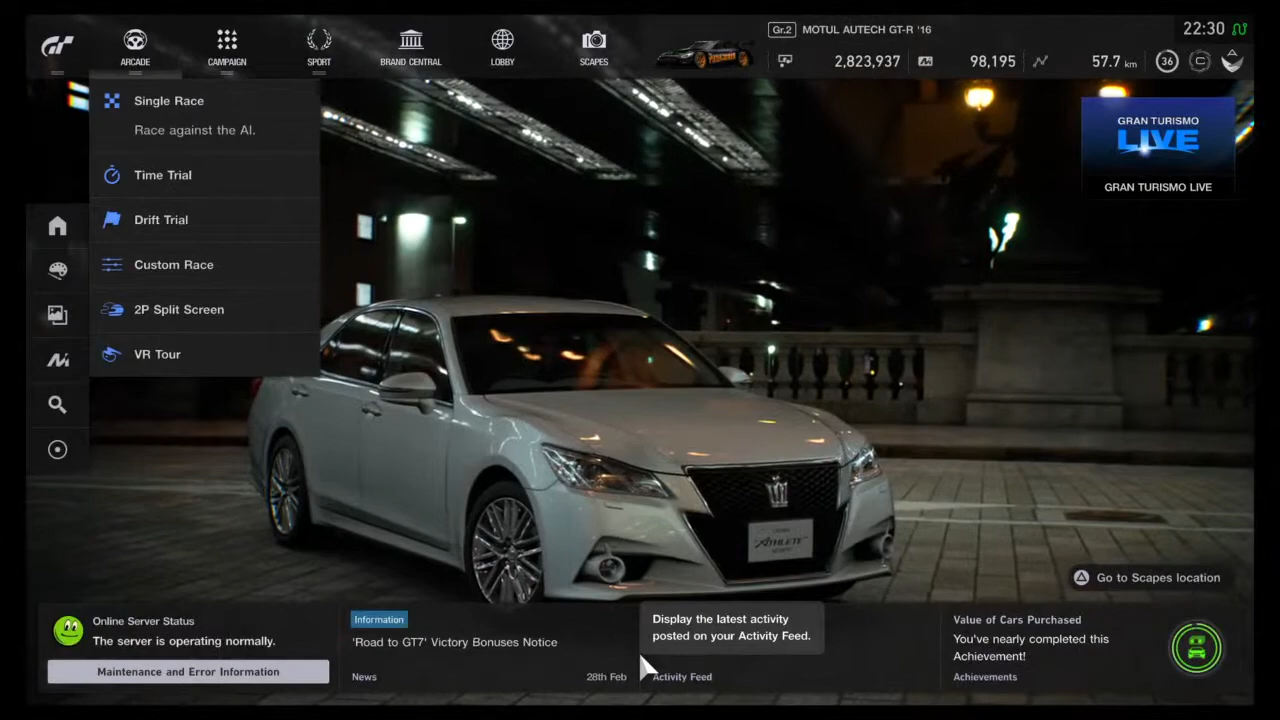 Gr.2 MOTUL AUTECH GT-R '16
22:30
ARCADE
CAMPAIGN
SPORT
BRAND CENTRAL
LOBBY
SCAPES
2,823,937
98,195
57.7 km
36
Single Race
Race against the AI.
Time Trial
Drift Trial
Custom Race
2P Split Screen
VR Tour
GRAN TURISMO
LIVE
GRAN TURISMO LIVE
ATHLETE
Go to Scapes location
Online Server Status
The server is operating normally.
Maintenance and Error Information
Information
'Road to GT7' Victory Bonuses Notice
News
28th Feb
Display the latest activity
posted on your Activity Feed.
Activity Feed
Value of Cars Purchased
You've nearly completed this
Achievement!
Achievements